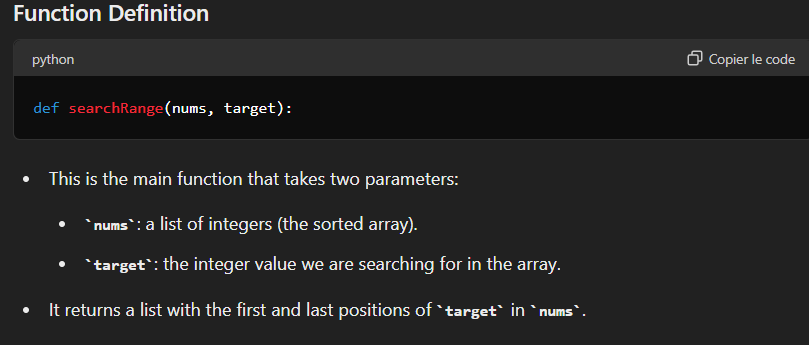 Function Definition
python
Copier le code
def searchRange(nums, target):
• This is the main function that takes two parameters:
• `nums`: a list of integers (the sorted array).
• `target`: the integer value we are searching for in the array.
• It returns a list with the first and last positions of `target` in `nums`.